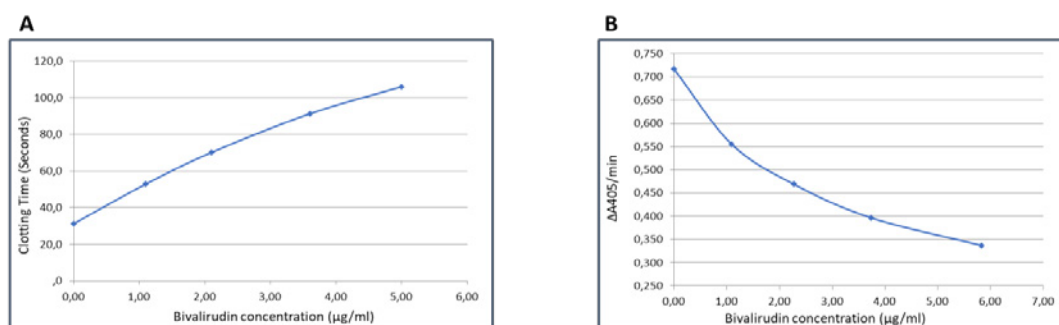 A
Clotting Time (Seconds)
120,0
100,0
80,0
60,0
40,0
20,0
,0
0,00 1,00 2,00 3,00 4,00 5,00 6,00
Bivalirudin concentration (µg/ml)
B
ΔA405/min
0,750
0,700
0,650
0,600
0,550
0,500
0,450
0,400
0,350
0,300
0,250
0,00 1,00 2,00 3,00 4,00 5,00 6,00 7,00
Bivalirudin concentration (µg/ml)